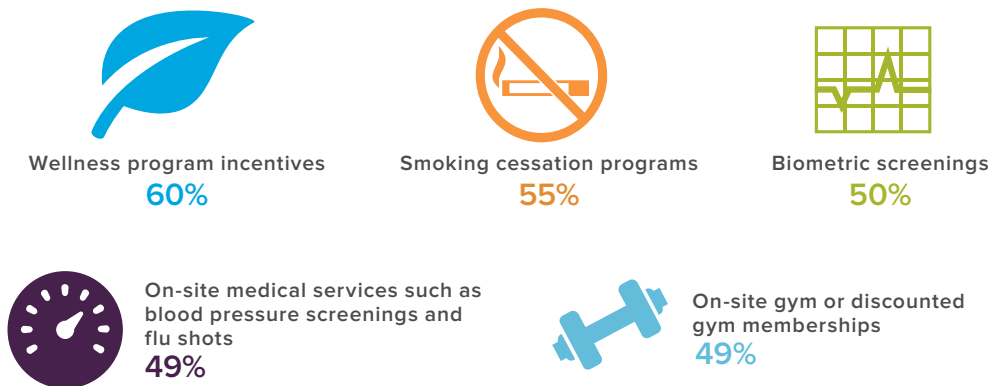 Wellness program incentives
60%
Smoking cessation programs
55%
Biometric screenings
50%
On-site medical services such as
blood pressure screenings and
flu shots
49%
On-site gym or discounted
gym memberships
49%